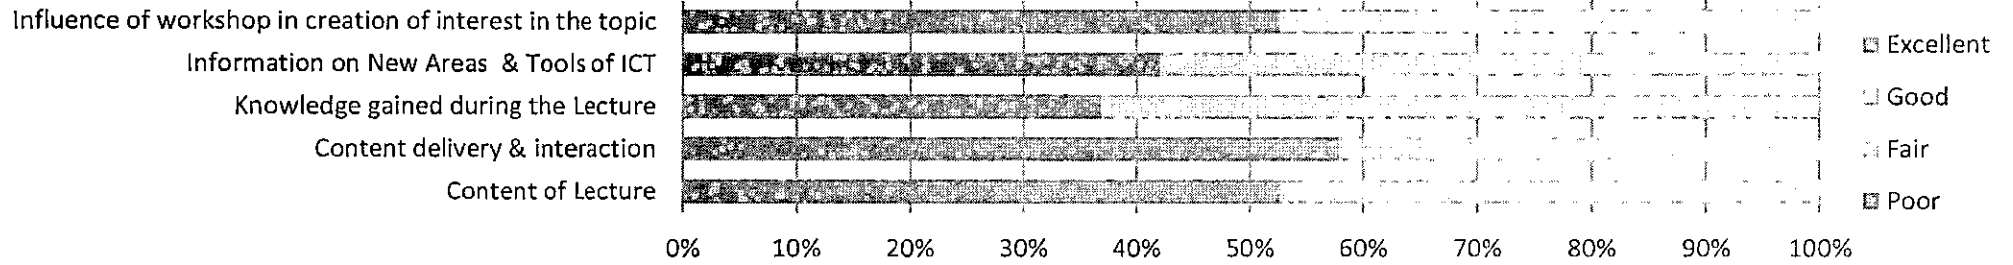 Influence of workshop in creation of interest in the topic
Information on New Areas & Tools of ICT
Knowledge gained during the Lecture
Content delivery & interaction
Content of Lecture
0% 10% 20% 30% 40% 50% 60% 70% 80% 90% 100%
Excellent
Good
Fair
Poor